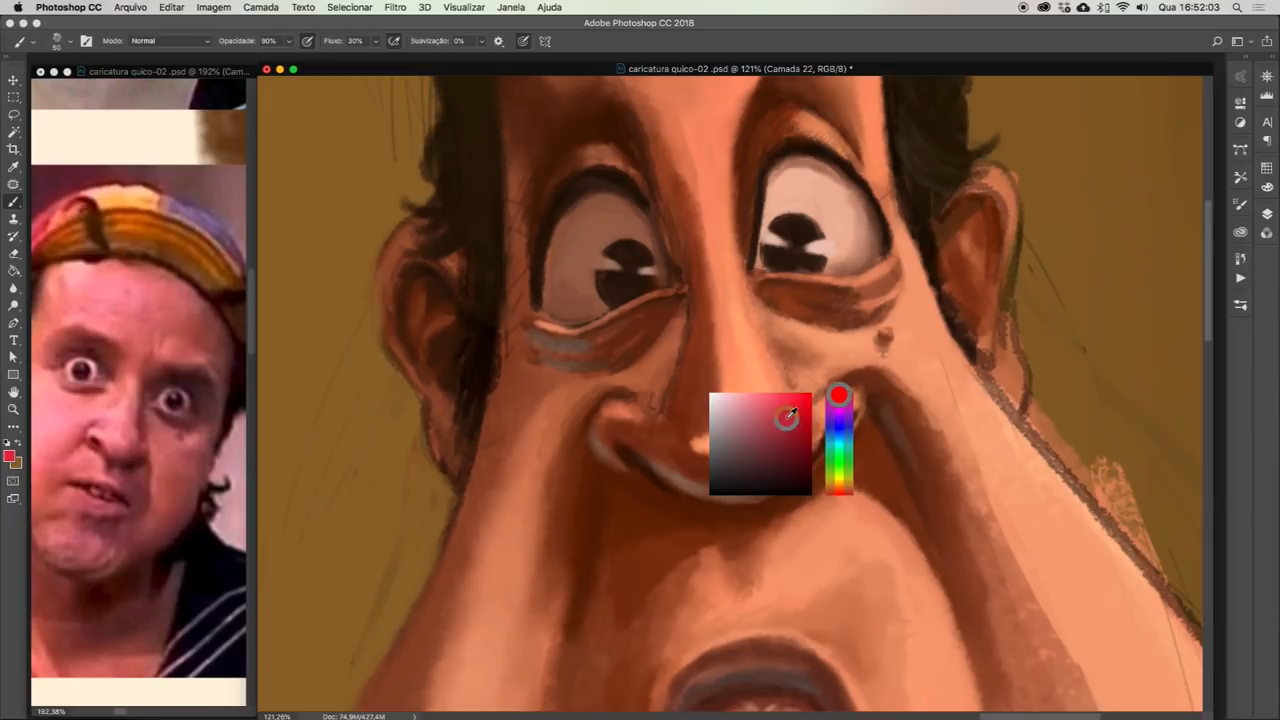 Photoshop CC Arquivo Editar Imagem Camada Texto Selecionar Filtro 3D Visualizar Janela Ajuda Qua 16:52:03
Adobe Photoshop CC 2018
50 Modo: Normal Opacidade: 90% Fluxo: 30% Suavização: 0%
caricatura quico-02 .psd @ 192% (Cam...
caricatura quico-02 .psd @ 121% (Camada 22, RGB/8) *
192,38%
121,26% Doc: 74,9M/427,4M